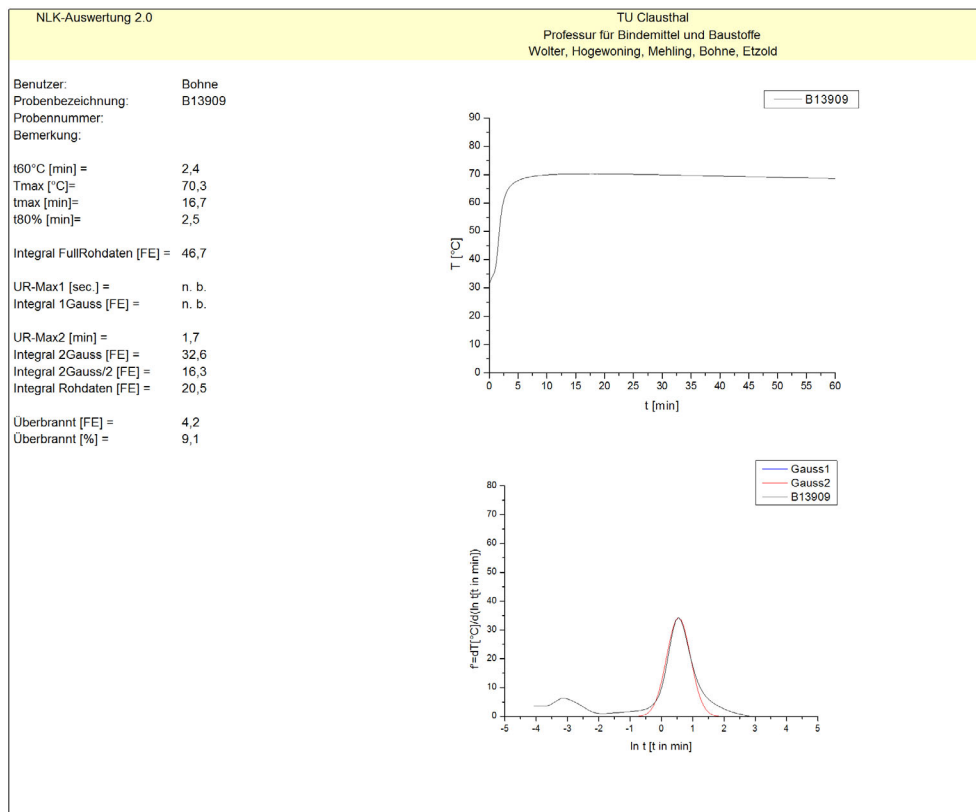 NLK-Auswertung 2.0
TU Clausthal
Professur für Bindemittel und Baustoffe
Wolter, Hogewoning, Mehling, Bohne, Etzold
Benutzer: Bohne
Probenbezeichnung: B13909
Probennummer:
Bemerkung:
t60°C [min] = 2,4
Tmax [°C]= 70,3
tmax [min]= 16,7
t80% [min]= 2,5
Integral FullRohdaten [FE] = 46,7
UR-Max1 [sec.] = n. b.
Integral 1Gauss [FE] = n. b.
UR-Max2 [min] = 1,7
Integral 2Gauss [FE] = 32,6
Integral 2Gauss/2 [FE] = 16,3
Integral Rohdaten [FE] = 20,5
Überbrannt [FE] = 4,2
Überbrannt [%] = 9,1
B13909
90
80
70
60
50
40
30
20
10
0
T [°C]
0 5 10 15 20 25 30 35 40 45 50 55 60
t [min]
Gauss1
Gauss2
B13909
80
70
60
50
40
30
20
10
0
f'=dT[°C]/d(ln t[t in min])
-5 -4 -3 -2 -1 0 1 2 3 4 5
ln t [t in min]